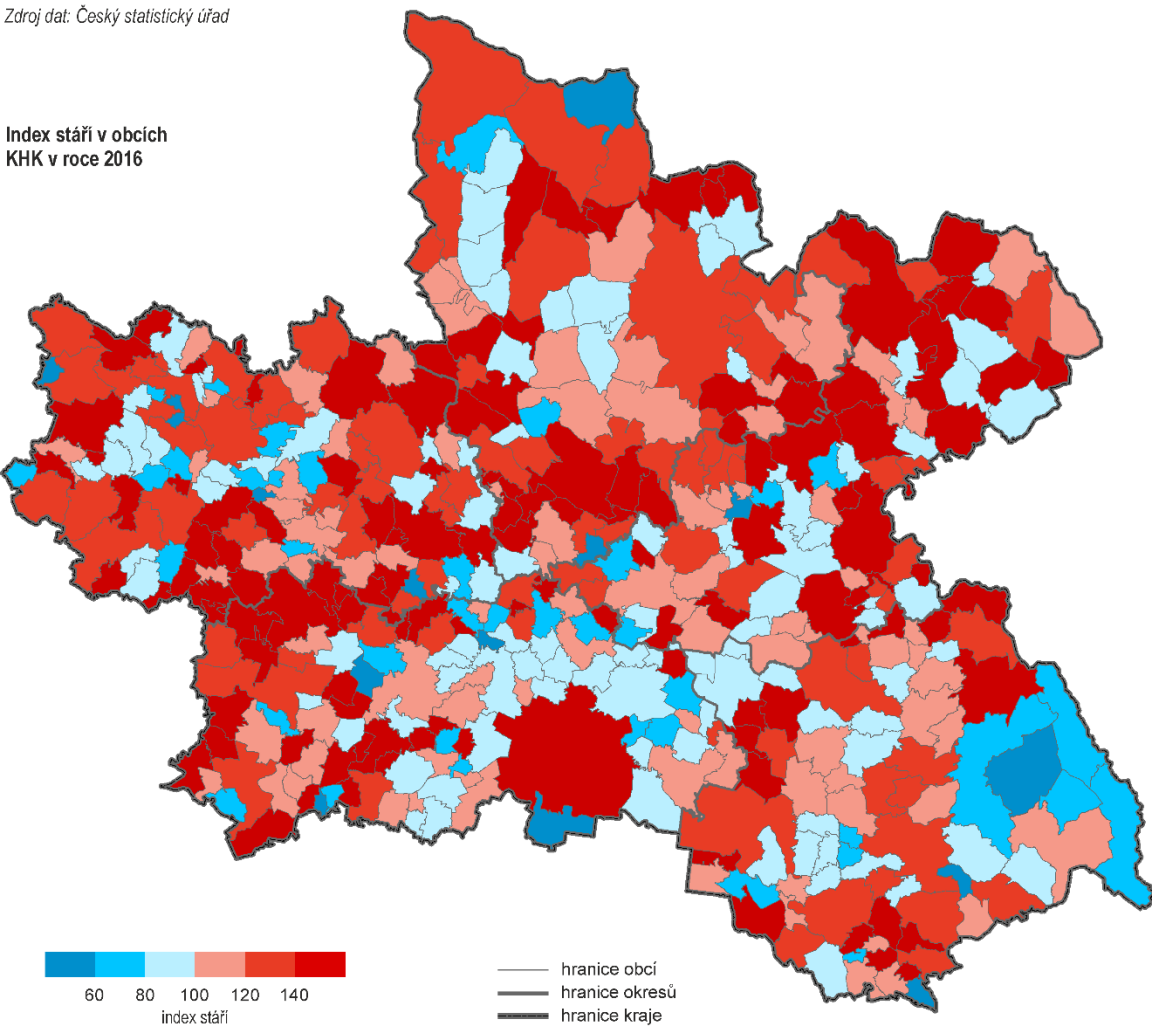 Zdroj dat: Český statistický úřad
Index stáří v obcích
KHK v roce 2016
60 80 100 120 140
index stáří
hranice obcí
hranice okresů
hranice kraje